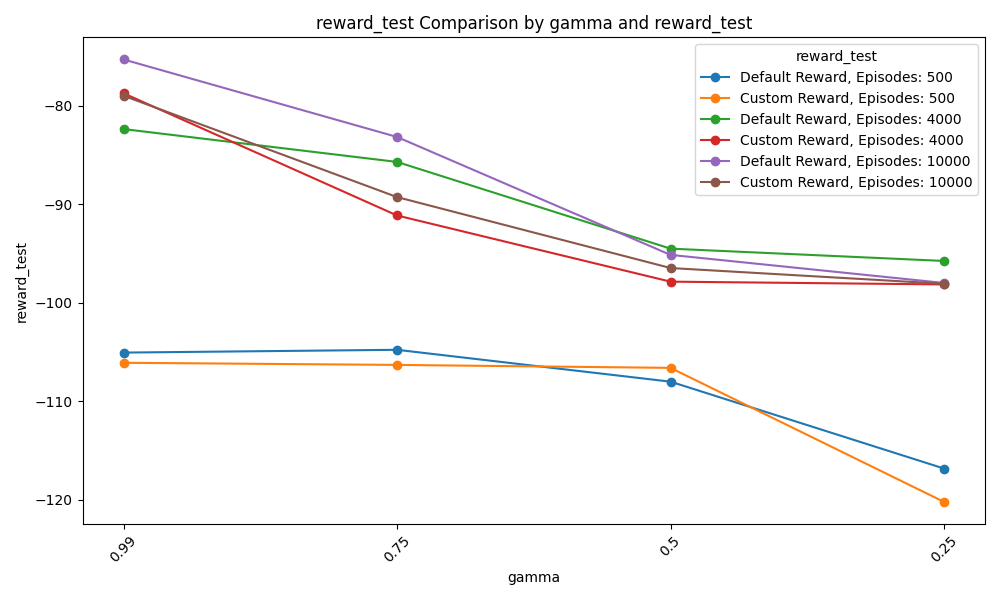 reward_test Comparison by gamma and reward_test
reward_test
Default Reward, Episodes: 500
Custom Reward, Episodes: 500
Default Reward, Episodes: 4000
Custom Reward, Episodes: 4000
Default Reward, Episodes: 10000
Custom Reward, Episodes: 10000
reward_test
−80
−90
−100
−110
−120
0.99
0.75
0.5
0.25
gamma